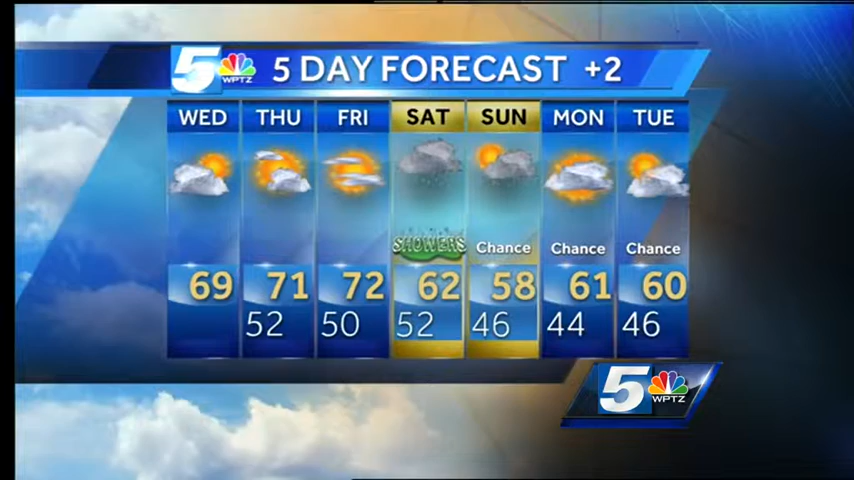 5 WPTZ 5 DAY FORECAST +2
WED THU FRI SAT SUN MON TUE
SHOWERS Chance Chance Chance
69 71 72 62 58 61 60
52 50 52 46 44 46
5 WPTZ